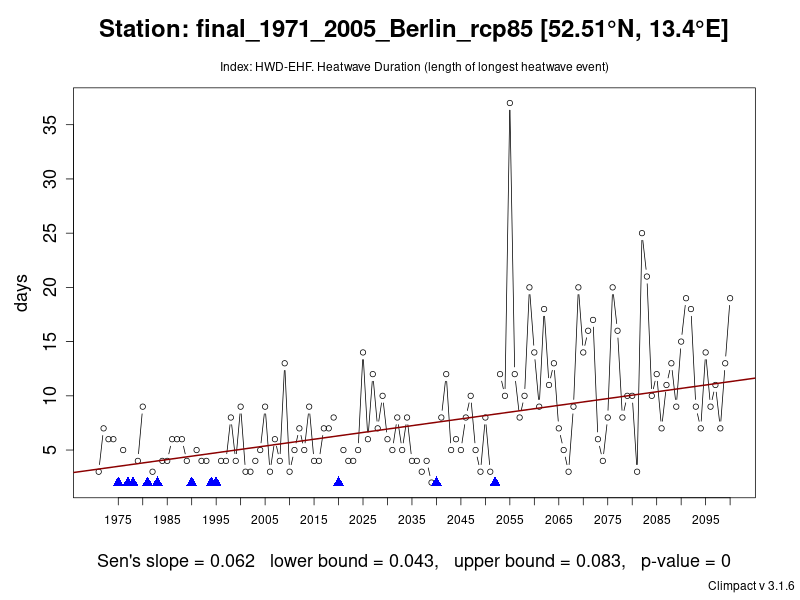 Station: final_1971_2005_Berlin_rcp85 [52.51°N, 13.4°E]
Index: HWD-EHF. Heatwave Duration (length of longest heatwave event)
35
30
25
20
15
10
5
days
1975 1985 1995 2005 2015 2025 2035 2045 2055 2065 2075 2085 2095
Sen's slope = 0.062 lower bound = 0.043, upper bound = 0.083, p-value = 0
Climpact v 3.1.6